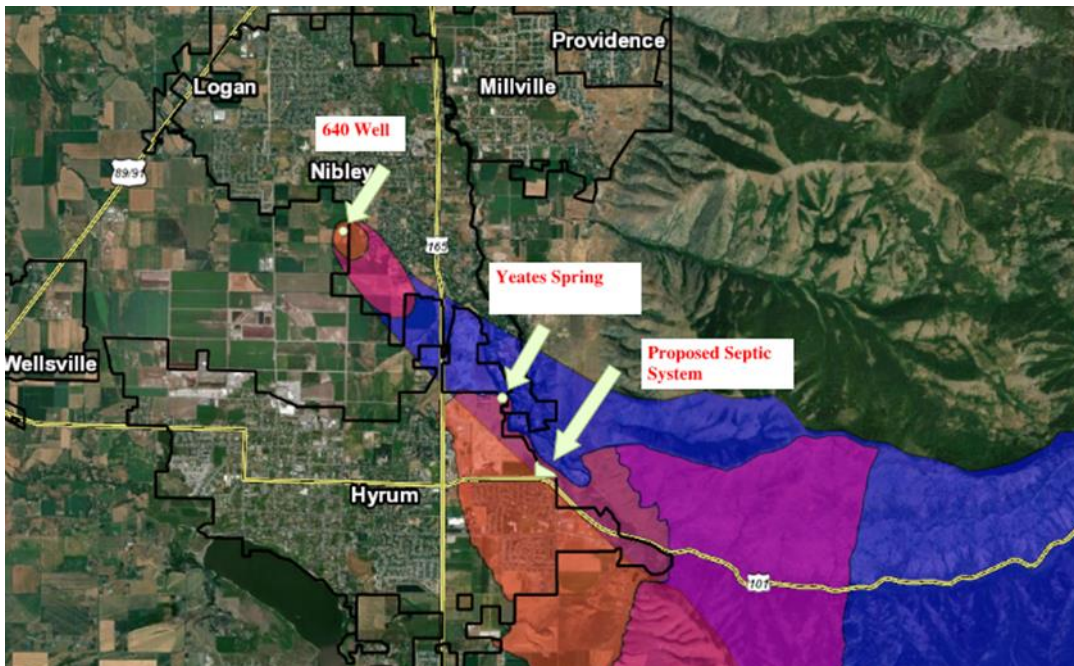 Providence
Logan
Millville
640 Well
Nibley
89/91
165
Yeates Spring
Proposed Septic
System
Wellsville
Hyrum
101